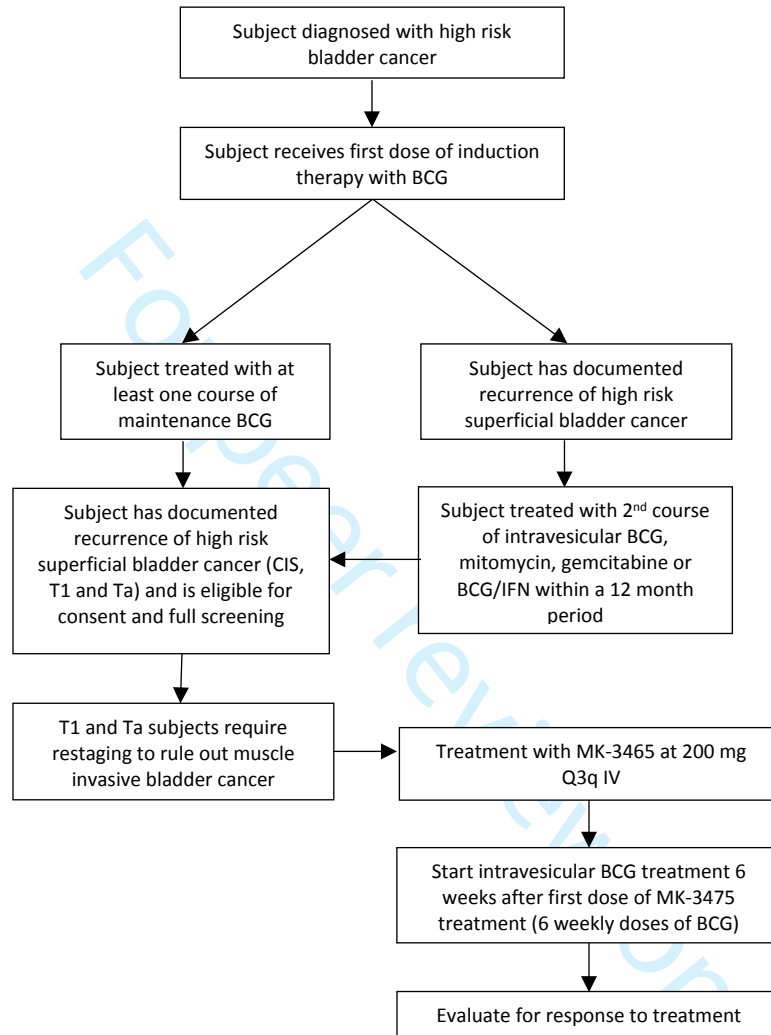 Subject diagnosed with high risk
bladder cancer
Subject receives first dose of induction
therapy with BCG
Subject treated with at
least one course of
maintenance BCG
Subject has documented
recurrence of high risk
superficial bladder cancer
Subject has documented
recurrence of high risk
superficial bladder cancer (CIS,
T1 and Ta) and is eligible for
consent and full screening
Subject treated with 2nd course
of intravesicular BCG,
mitomycin, gemcitabine or
BCG/IFN within a 12 month
period
T1 and Ta subjects require
restaging to rule out muscle
invasive bladder cancer
Treatment with MK-3465 at 200 mg
Q3q IV
Start intravesicular BCG treatment 6
weeks after first dose of MK-3475
treatment (6 weekly doses of BCG)
Evaluate for response to treatment
For peer review on